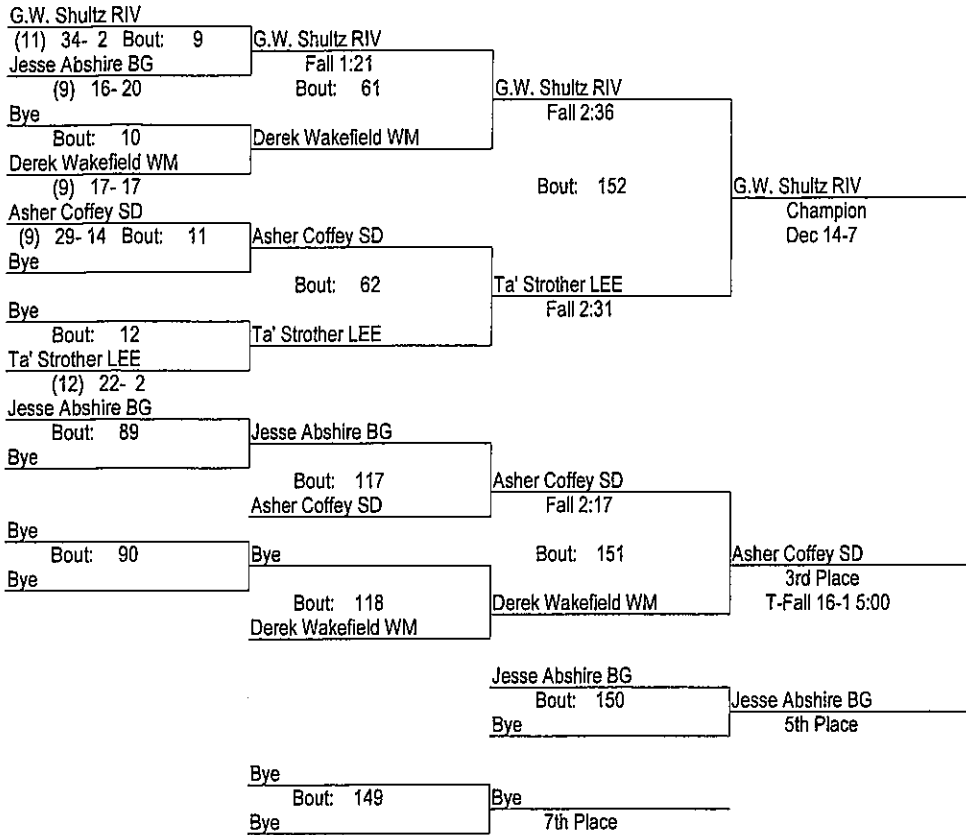 G.W. Shultz RIV
(11) 34- 2 Bout: 9
Jesse Abshire BG
(9) 16- 20
Bye
Bout: 10
Derek Wakefield WM
(9) 17- 17
Asher Coffey SD
(9) 29- 14 Bout: 11
Bye
Bye
Bout: 12
Ta' Strother LEE
(12) 22- 2
G.W. Shultz RIV
Fall 1:21
Bout: 61
Derek Wakefield WM
Asher Coffey SD
Bout: 62
Ta' Strother LEE
G.W. Shultz RIV
Fall 2:36
Bout: 152
Ta' Strother LEE
Fall 2:31
G.W. Shultz RIV
Champion
Dec 14-7
Jesse Abshire BG
Bout: 89
Bye
Bye
Bout: 90
Bye
Jesse Abshire BG
Bout: 117
Asher Coffey SD
Bye
Bout: 118
Derek Wakefield WM
Asher Coffey SD
Fall 2:17
Bout: 151
Derek Wakefield WM
Asher Coffey SD
3rd Place
T-Fall 16-1 5:00
Jesse Abshire BG
Bout: 150
Bye
Jesse Abshire BG
5th Place
Bye
Bout: 149
Bye
Bye
7th Place